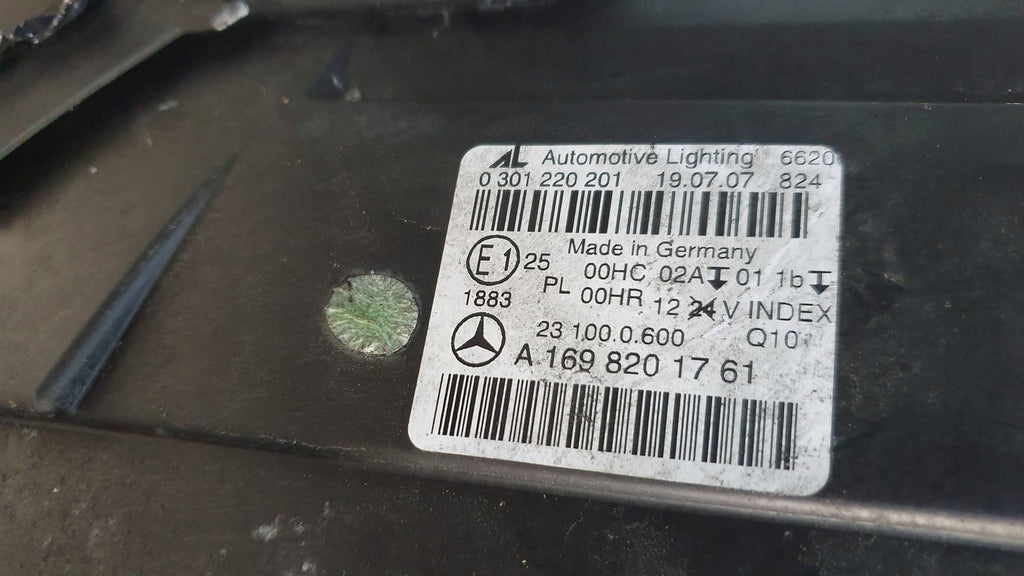 AL Automotive Lighting 6620
0 301 220 201 19.07.07 824
Made in Germany
E1 25 00HC 02A 01 1b
1883 PL 00HR 12 24 V INDEX
23 100.0.600 Q10
A 169 820 17 61